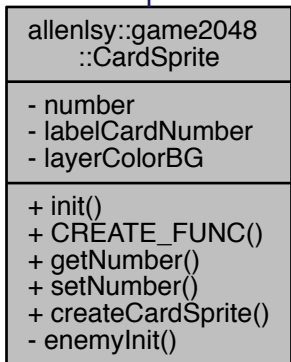 allenlsy::game2048
::CardSprite
- number
- labelCardNumber
- layerColorBG
+ init()
+ CREATE_FUNC()
+ getNumber()
+ setNumber()
+ createCardSprite()
- enemyInit()